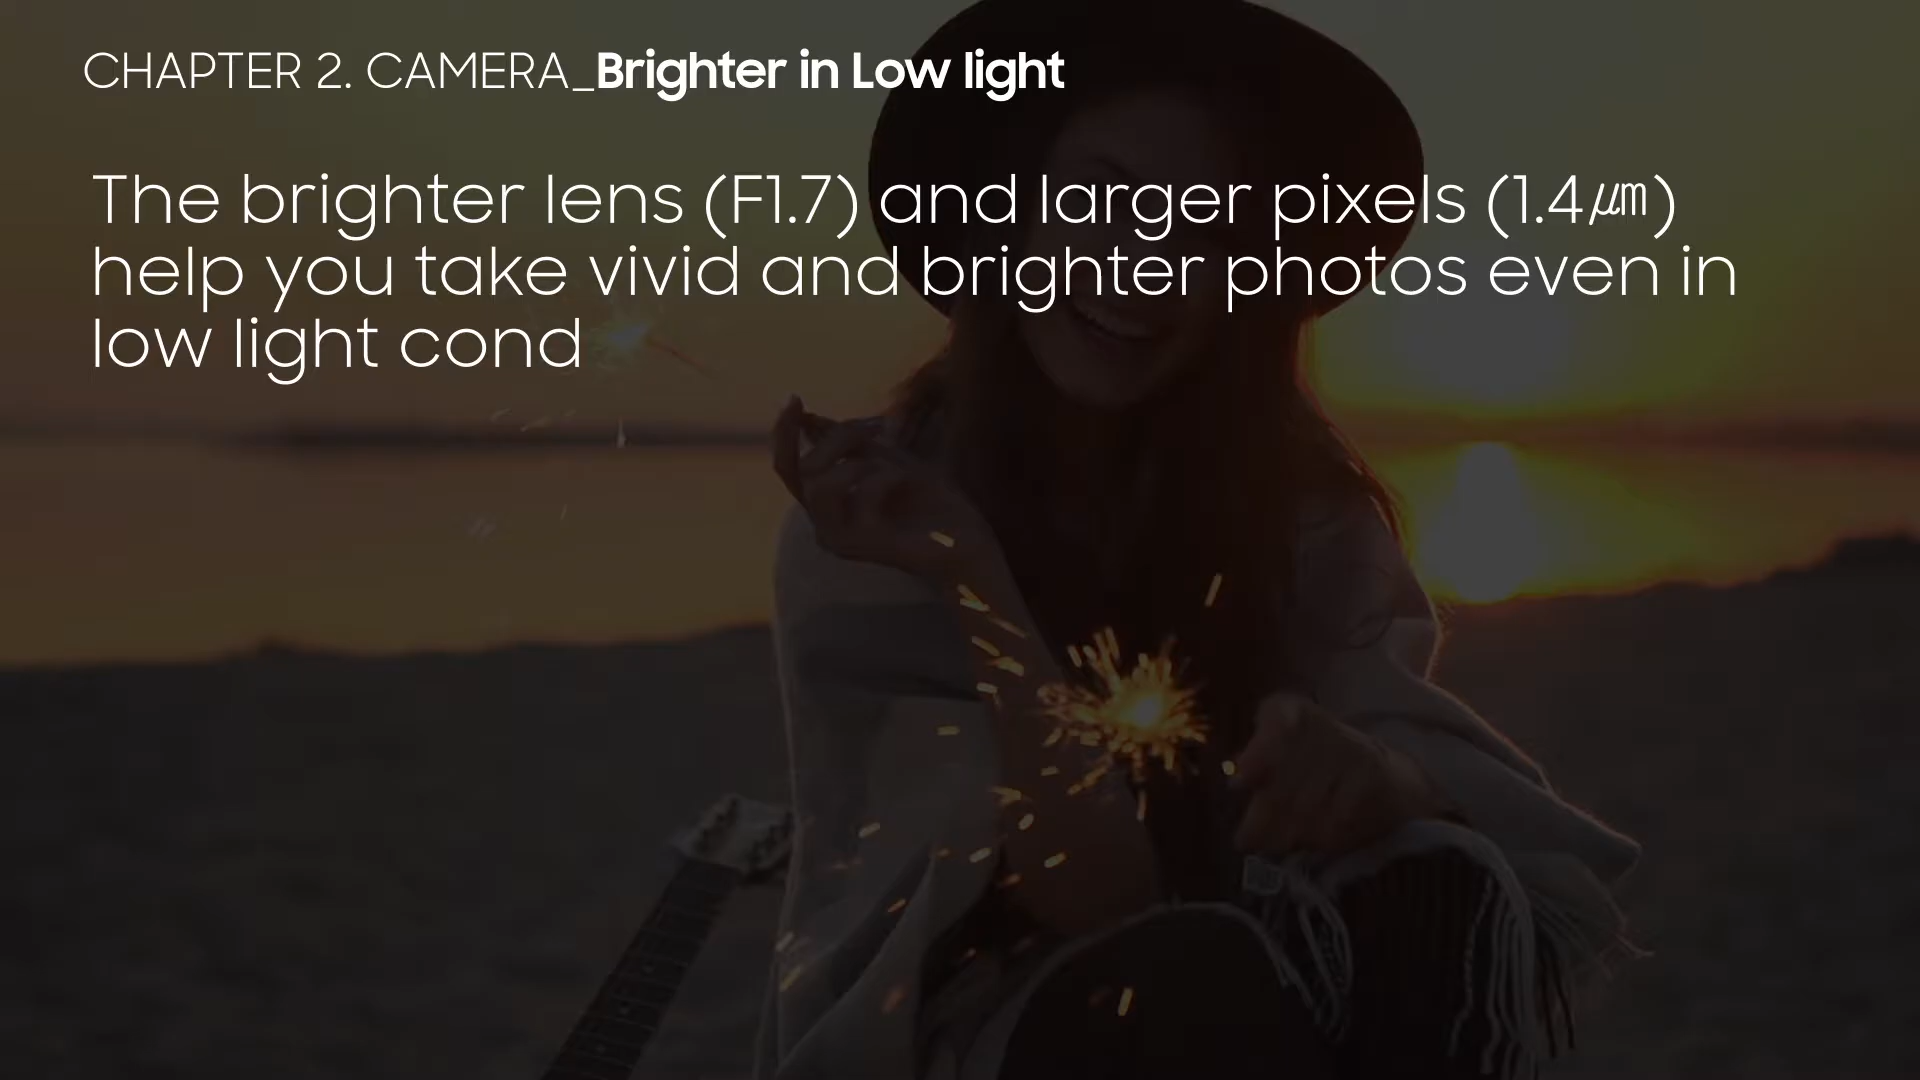 CHAPTER 2. CAMERA_Brighter in Low light
The brighter lens (F1.7) and larger pixels (1.4㎛)
help you take vivid and brighter photos even in
low light cond